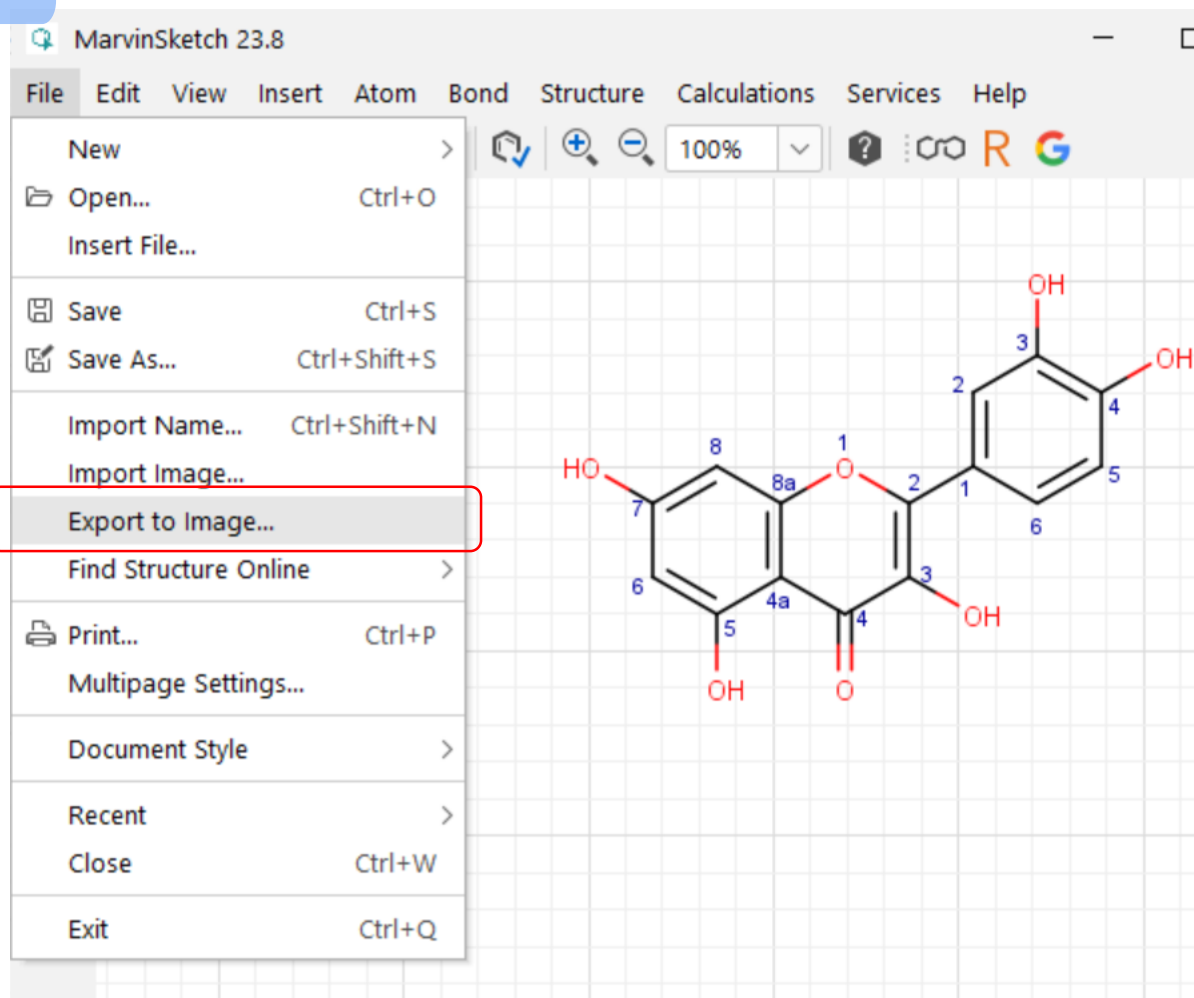 MarvinSketch 23.8
File Edit View Insert Atom Bond Structure Calculations Services Help
100% ? R G
New
Open... Ctrl+O
Insert File...
Save Ctrl+S
Save As... Ctrl+Shift+S
Import Name... Ctrl+Shift+N
Import Image...
Export to Image...
Find Structure Online
Print... Ctrl+P
Multipage Settings...
Document Style
Recent
Close Ctrl+W
Exit Ctrl+Q
OH
3
OH
2
4
8
1
HO
O
8a
2
1
5
7
6
6
3
4a
OH
5
4
OH
O